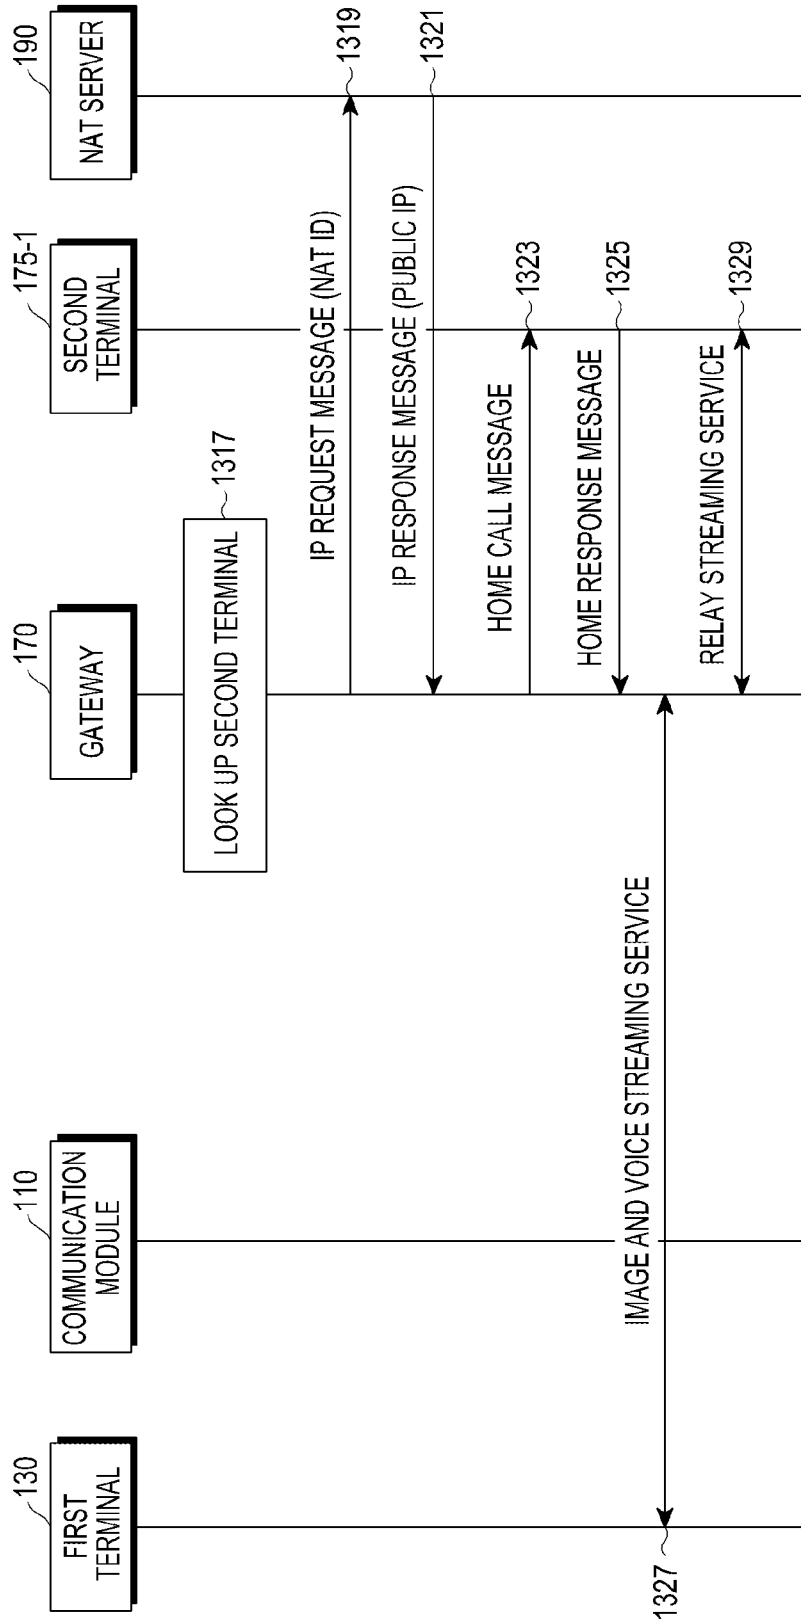 130
FIRST
TERMINAL
110
COMMUNICATION
MODULE
170
GATEWAY
175-1
SECOND
TERMINAL
190
NAT SERVER
LOOK UP SECOND TERMINAL
1317
IP REQUEST MESSAGE (NAT ID)
1319
IP RESPONSE MESSAGE (PUBLIC IP)
1321
HOME CALL MESSAGE
1323
HOME RESPONSE MESSAGE
1325
1327
IMAGE AND VOICE STREAMING SERVICE
RELAY STREAMING SERVICE
1329